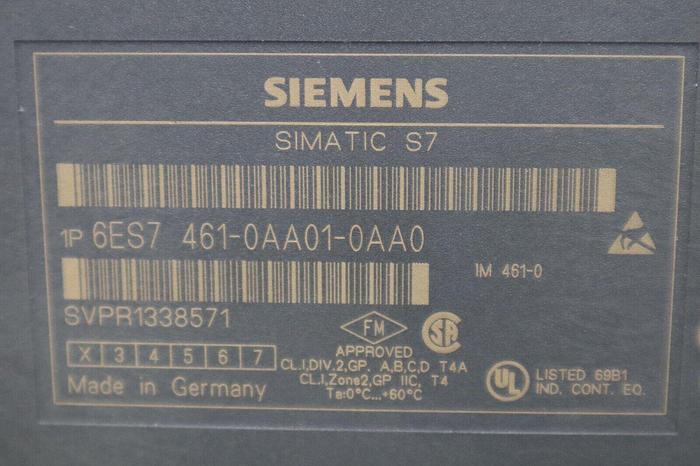 SIEMENS
SIMATIC S7
1P 6ES7 461-0AA01-0AA0
IM 461-0
SVPR1338571
X 3 4 5 6 7
Made in Germany
FM
APPROVED
CL.I,DIV.2,GP. A,B,C,D T4A
CL.I,Zone2,GP IIC, T4
Ta:0°C...+60°C
SA
UL
LISTED 69B1
IND. CONT. EQ.